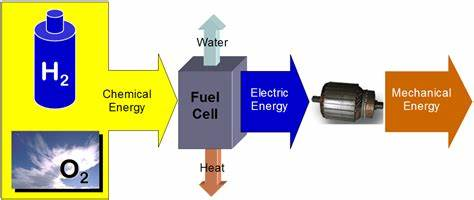 H2
O2
Chemical
Energy
Water
Fuel
Cell
Heat
Electric
Energy
Mechanical
Energy